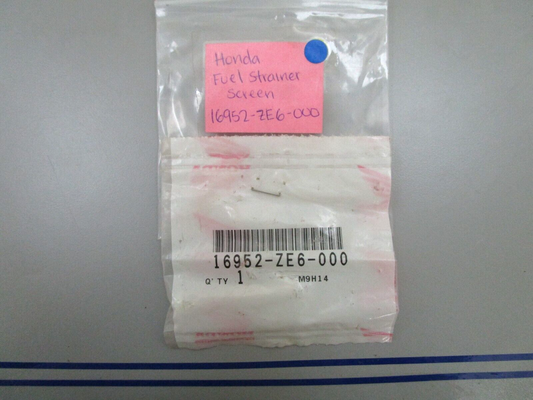 Honda
Fuel Strainer
Screen
16952-ZE6-000
16952-ZE6-000
Q'TY 1 M9H14